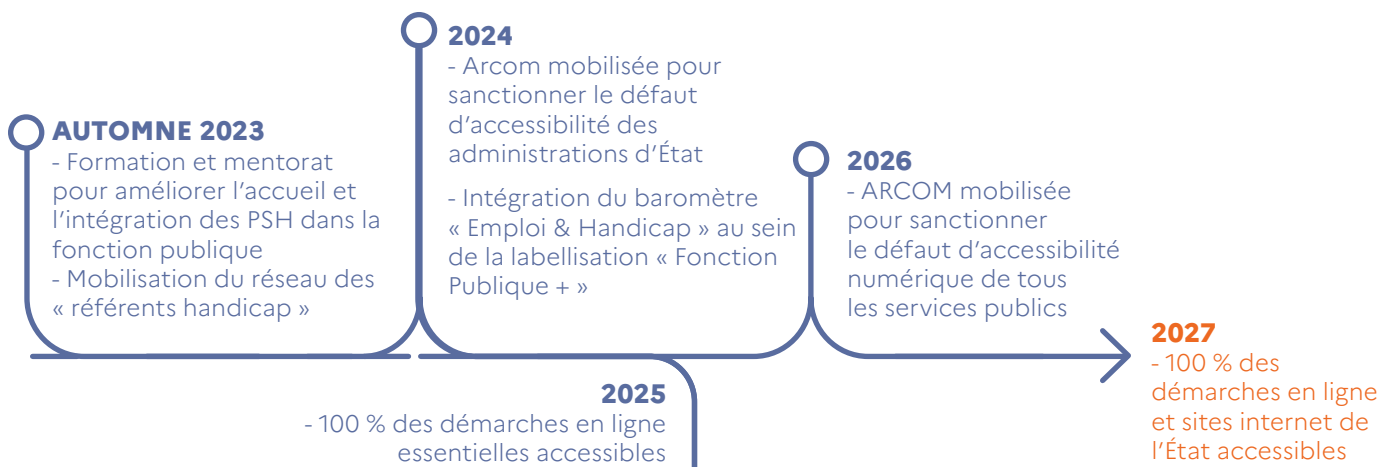 AUTOMNE 2023
- Formation et mentorat
pour améliorer l’accueil et
l’intégration des PSH dans la
fonction publique
- Mobilisation du réseau des
« référents handicap »
2024
- Arcom mobilisée pour
sanctionner le défaut
d’accessibilité des
administrations d’État
- Intégration du baromètre
« Emploi & Handicap » au sein
de la labellisation « Fonction
Publique + »
2025
- 100 % des démarches en ligne
essentielles accessibles
2026
- ARCOM mobilisée
pour sanctionner
le défaut d’accessibilité
numérique de tous
les services publics
2027
- 100 % des
démarches en ligne
et sites internet de
l’État accessibles